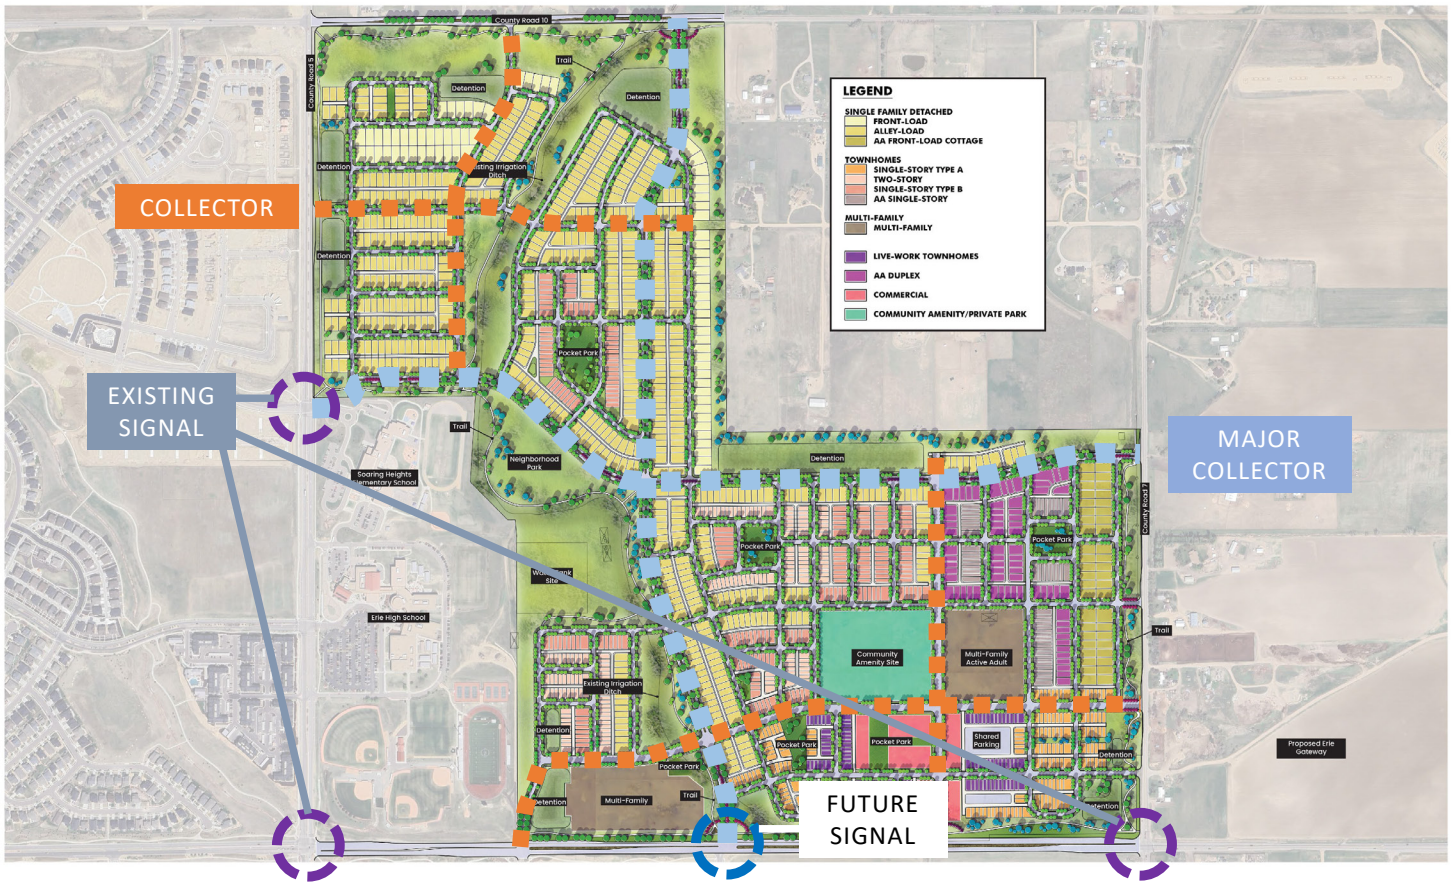 County Road 10
County Road 5
Trail
Detention
Detention
LEGEND
SINGLE FAMILY DETACHED
FRONT-LOAD
ALLEY-LOAD
AA FRONT-LOAD COTTAGE
TOWNHOMES
SINGLE-STORY TYPE A
TWO-STORY
SINGLE-STORY TYPE B
AA SINGLE-STORY
MULTI-FAMILY
MULTI-FAMILY
LIVE-WORK TOWNHOMES
AA DUPLEX
COMMERCIAL
COMMUNITY AMENITY/PRIVATE PARK
Detention
Irrigation
Ditch
COLLECTOR
Detention
Pocket Park
EXISTING
SIGNAL
Trail
Neighborhood
Park
Detention
MAJOR
COLLECTOR
Soaring Heights
Elementary School
County Road 7
Pocket Park
Pocket Park
Site
Erie High School
Trail
Community
Amenity Site
Multi-Family
Active Adult
Existing Irrigation
Ditch
Detention
Pocket Park
Pocket Park
Shared
Parking
Detention
Proposed Erie
Gateway
Pocket Park
Trail
Detention
Multi-Family
FUTURE
SIGNAL
Detention